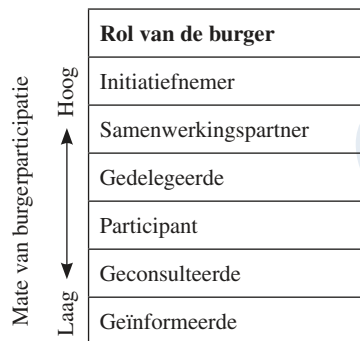 Mate van burgerparticipatie
Hoog
Laag
Rol van de burger
Initiatiefnemer
Samenwerkingspartner
Gedelegeerde
Participant
Geconsulteerde
Geïnformeerde